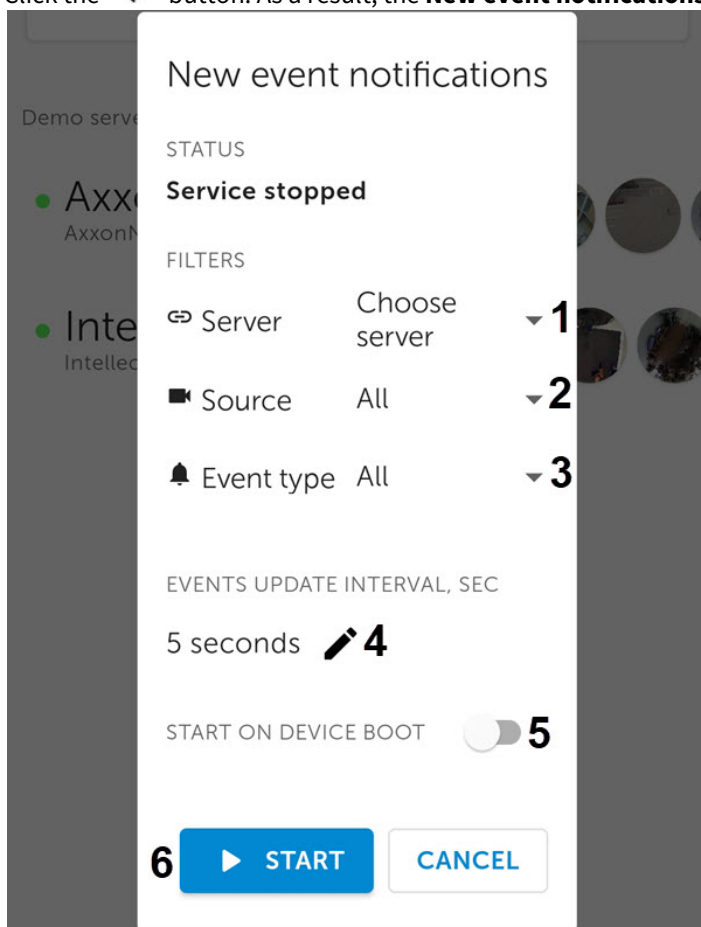 Click the button. As a result, the New event notifications
New event notifications
Demo serve
STATUS
Service stopped
Axxo
AxxonN
FILTERS
Server Choose server 1
Inte
Intellec
Source All 2
Event type All 3
EVENTS UPDATE INTERVAL, SEC
5 seconds 4
START ON DEVICE BOOT 5
6 START CANCEL